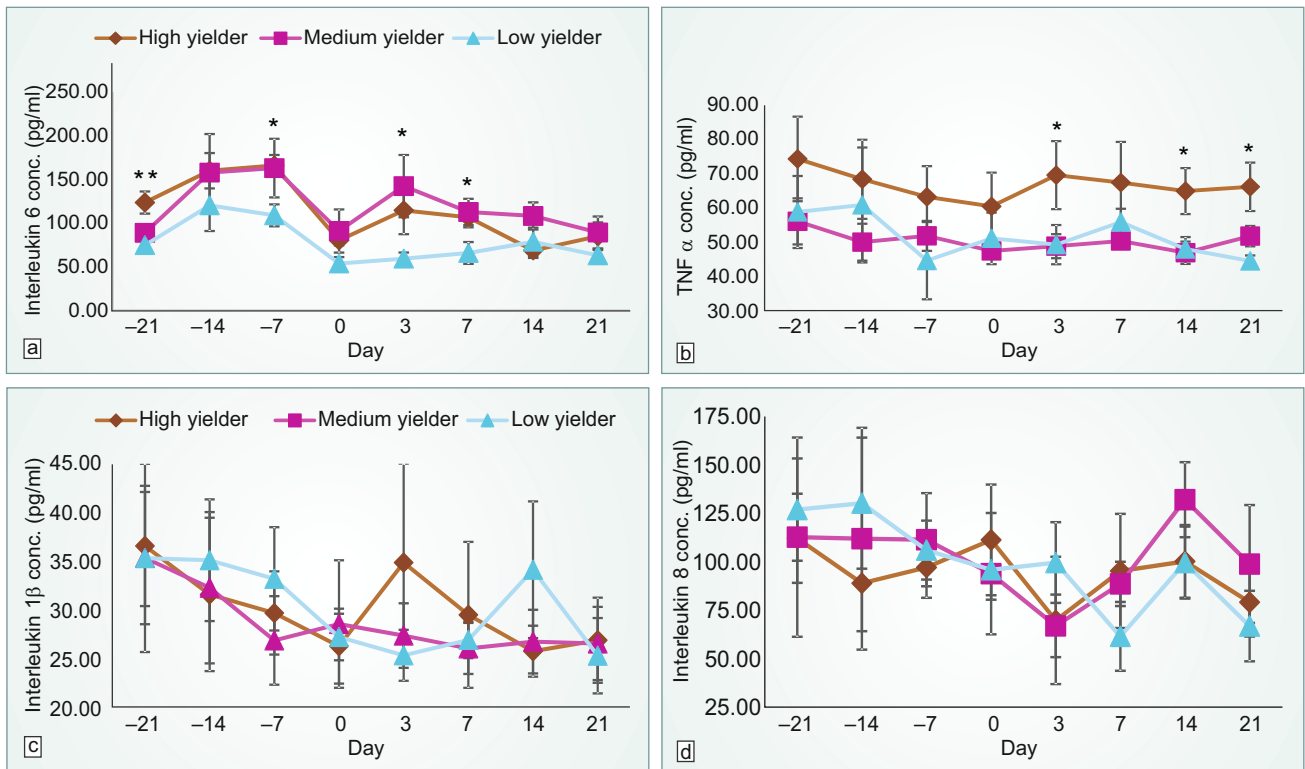 High yielder Medium yielder Low yielder
Interleukin 6 conc. (pg/ml)
250.00
200.00
150.00
100.00
50.00
0.00
** * * *
–21 –14 –7 0 3 7 14 21
Day
a
TNF α conc. (pg/ml)
90.00
80.00
70.00
60.00
50.00
40.00
30.00
* * *
–21 –14 –7 0 3 7 14 21
Day
b
High yielder Medium yielder Low yielder
Interleukin 1β conc. (pg/ml)
45.00
40.00
35.00
30.00
25.00
20.00
–21 –14 –7 0 3 7 14 21
Day
c
Interleukin 8 conc. (pg/ml)
175.00
150.00
125.00
100.00
75.00
50.00
25.00
–21 –14 –7 0 3 7 14 21
Day
d